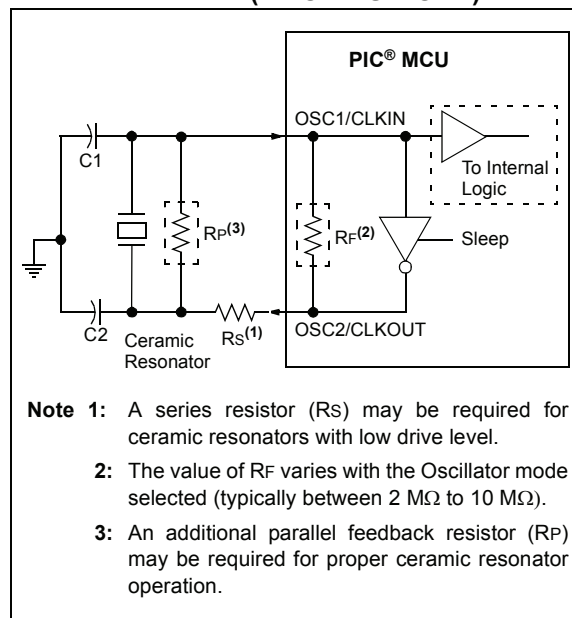 PIC® MCU
OSC1/CLKIN
C1
To Internal
Logic
RP(3)
RF(2)
Sleep
C2
Ceramic
Resonator
RS(1)
OSC2/CLKOUT
Note 1: A series resistor (RS) may be required for
ceramic resonators with low drive level.
2: The value of RF varies with the Oscillator mode
selected (typically between 2 MΩ to 10 MΩ).
3: An additional parallel feedback resistor (RP)
may be required for proper ceramic resonator
operation.